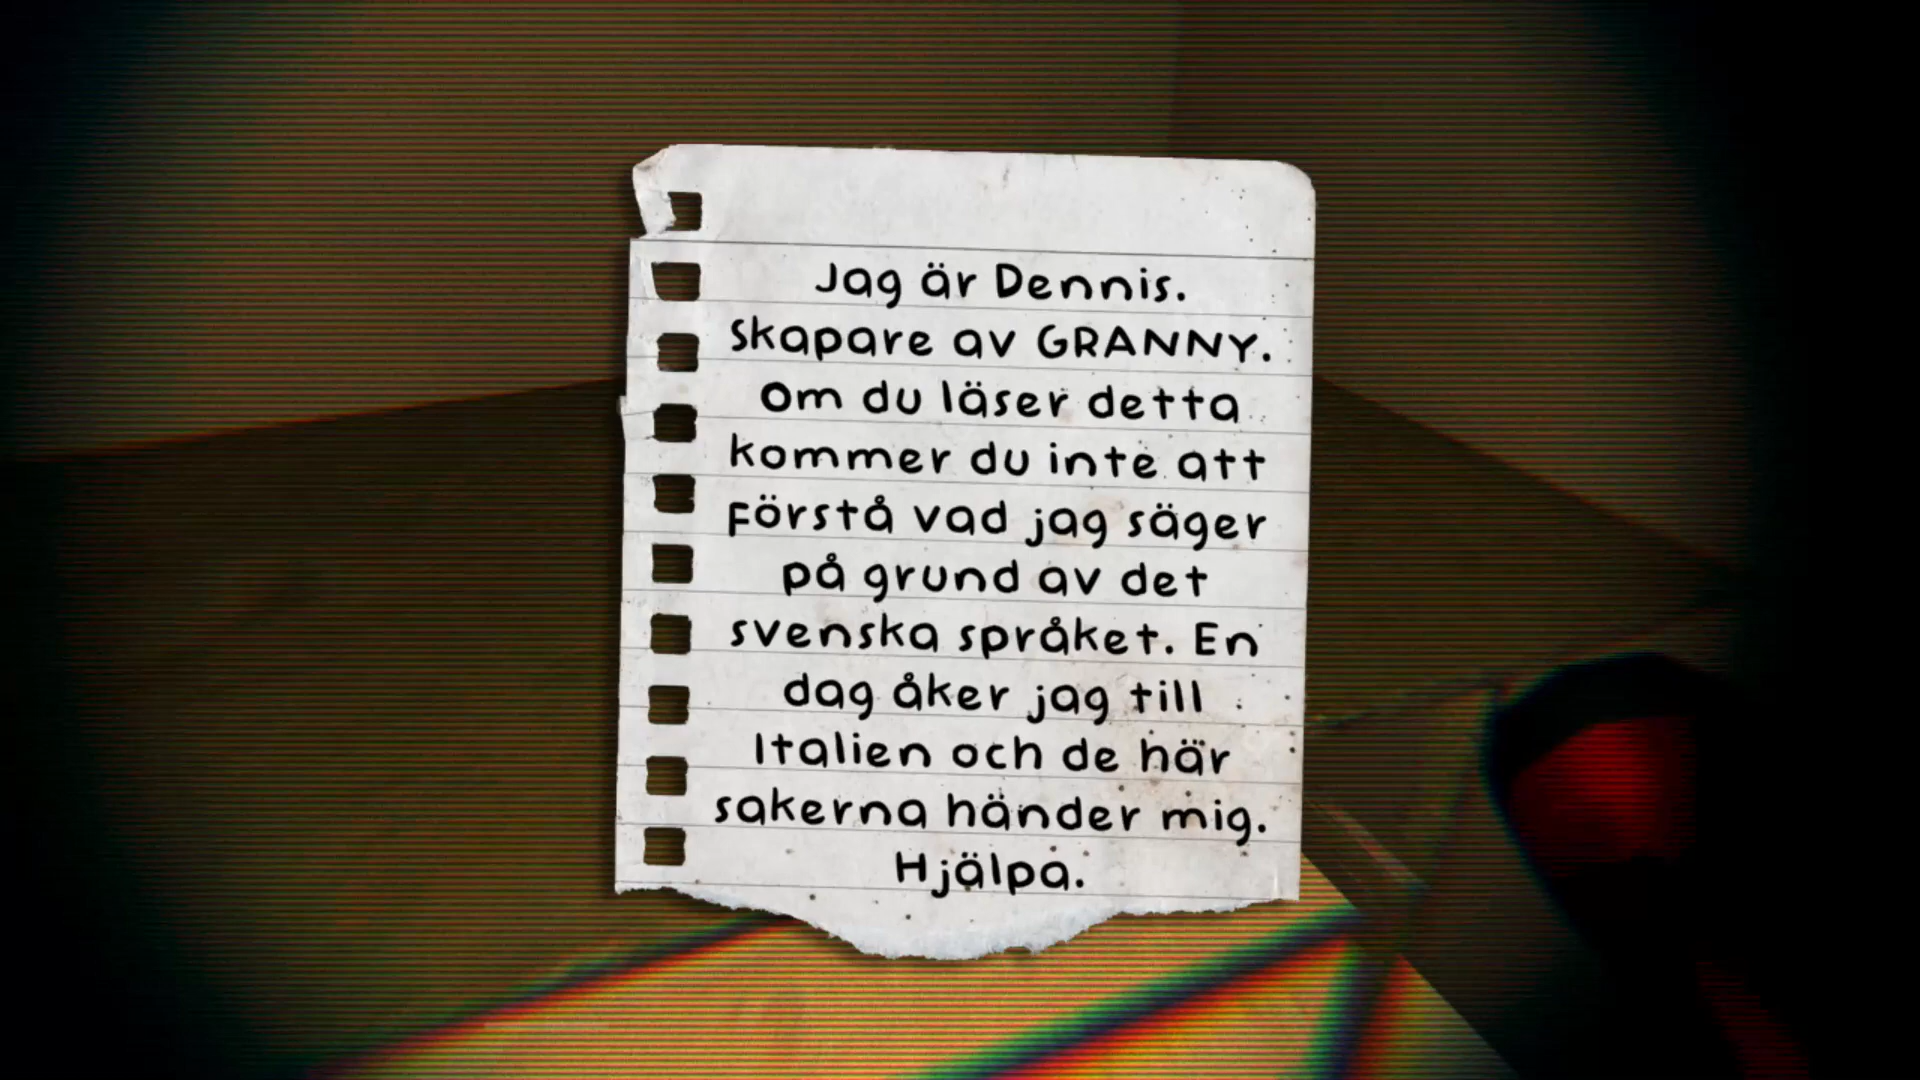 Jag är Dennis.
Skapare av GRANNY.
Om du läser detta
kommer du inte att
förstå vad jag säger
på grund av det
svenska språket. En
dag åker jag till
Italien och de här
sakerna händer mig.
Hjälpa.